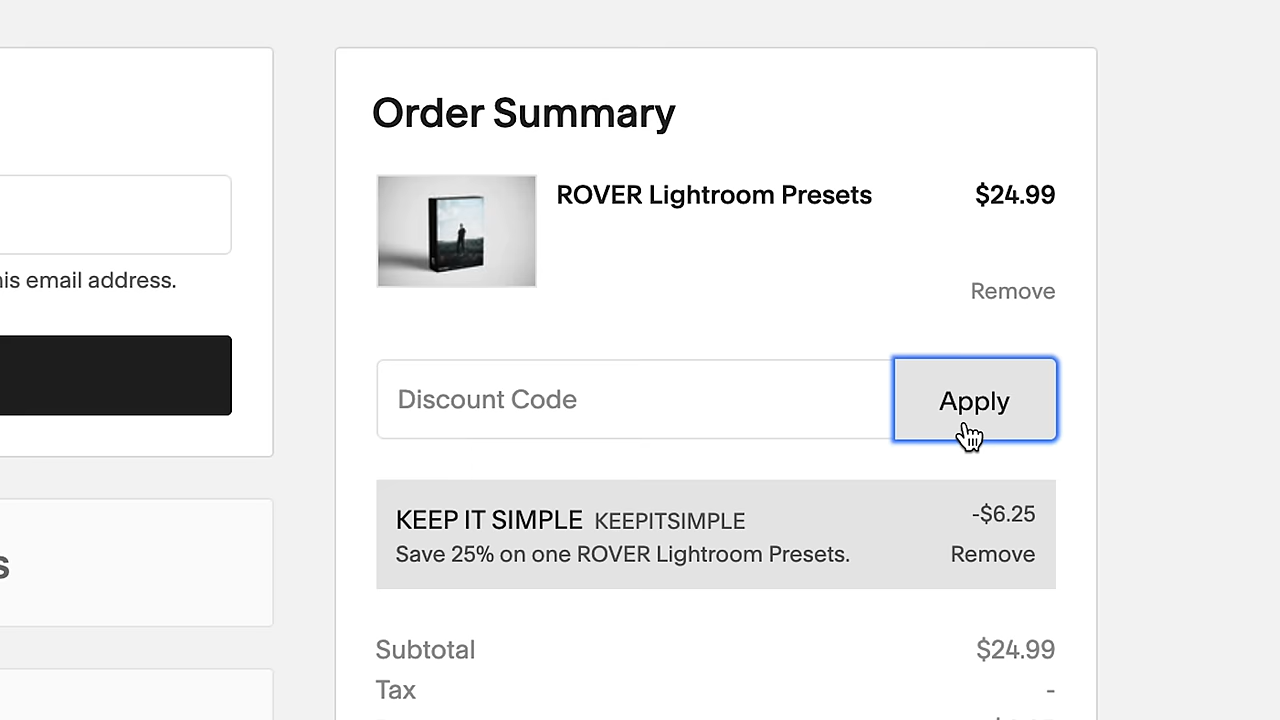 Order Summary
ROVER Lightroom Presets $24.99
Remove
his email address.
Discount Code Apply
KEEP IT SIMPLE KEEPITSIMPLE -$6.25
Save 25% on one ROVER Lightroom Presets. Remove
s
Subtotal $24.99
Tax -